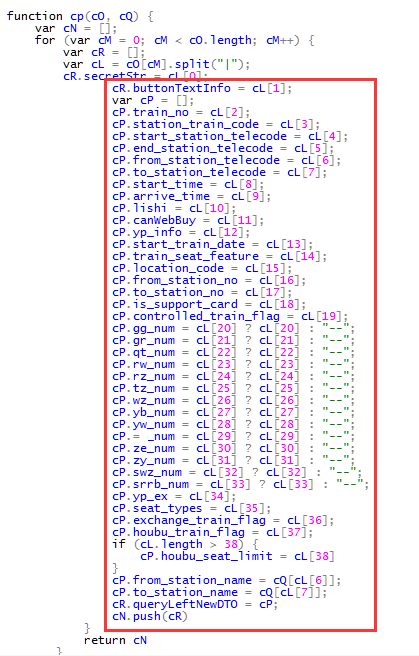 function cp(cO, cQ) {
    var cN = [];
    for (var cM = 0; cM < cO.length; cM++) {
        var cR = [];
        var cL = cO[cM].split("|");
        cR.secretStr = cL[0];
        cR.buttonTextInfo = cL[1];
        var cP = [];
        cP.train_no = cL[2];
        cP.station_train_code = cL[3];
        cP.start_station_telecode = cL[4];
        cP.end_station_telecode = cL[5];
        cP.from_station_telecode = cL[6];
        cP.to_station_telecode = cL[7];
        cP.start_time = cL[8];
        cP.arrive_time = cL[9];
        cP.lishi = cL[10];
        cP.canWebBuy = cL[11];
        cP.yp_info = cL[12];
        cP.start_train_date = cL[13];
        cP.train_seat_feature = cL[14];
        cP.location_code = cL[15];
        cP.from_station_no = cL[16];
        cP.to_station_no = cL[17];
        cP.is_support_card = cL[18];
        cP.controlled_train_flag = cL[19];
        cP.gg_num = cL[20] ? cL[20] : "--";
        cP.gr_num = cL[21] ? cL[21] : "--";
        cP.qt_num = cL[22] ? cL[22] : "--";
        cP.rw_num = cL[23] ? cL[23] : "--";
        cP.rz_num = cL[24] ? cL[24] : "--";
        cP.tz_num = cL[25] ? cL[25] : "--";
        cP.wz_num = cL[26] ? cL[26] : "--";
        cP.yb_num = cL[27] ? cL[27] : "--";
        cP.yw_num = cL[28] ? cL[28] : "--";
        cP.= _num = cL[29] ? cL[29] : "--";
        cP.ze_num = cL[30] ? cL[30] : "--";
        cP.zy_num = cL[31] ? cL[31] : "--";
        cP.swz_num = cL[32] ? cL[32] : "--";
        cP.srrb_num = cL[33] ? cL[33] : "--";
        cP.yp_ex = cL[34];
        cP.seat_types = cL[35];
        cP.exchange_train_flag = cL[36];
        cP.houbu_train_flag = cL[37];
        if (cL.length > 38) {
            cP.houbu_seat_limit = cL[38]
        }
        cP.from_station_name = cQ[cL[6]];
        cP.to_station_name = cQ[cL[7]];
        cR.queryLeftNewDTO = cP;
        cN.push(cR)
    }
    return cN
}